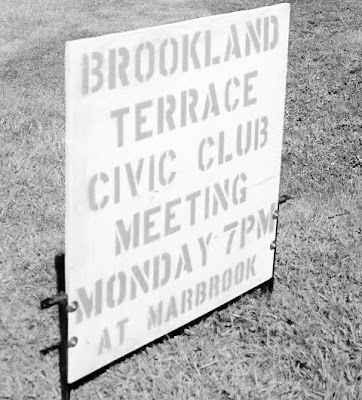 BROOKLAND
TERRACE
CIVIC CLUB
MEETING
MONDAY-7PM
AT MARBROOK